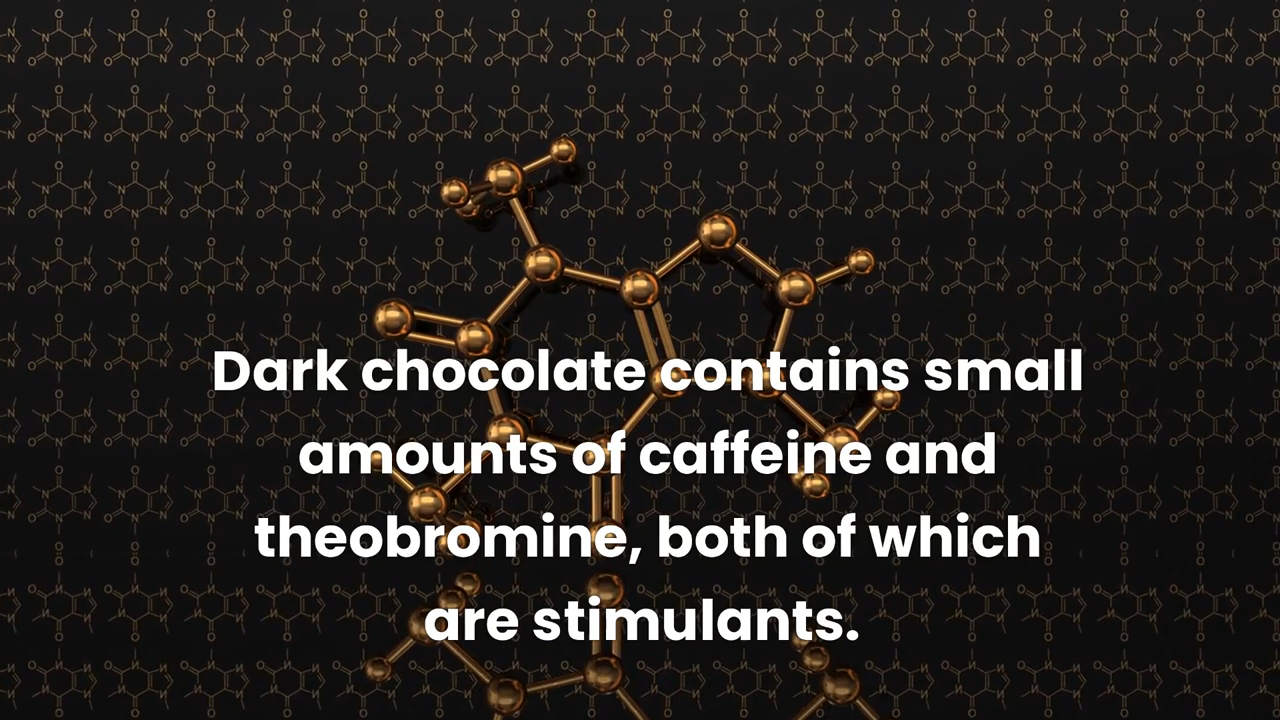 Dark chocolate contains small
amounts of caffeine and
theobromine, both of which
are stimulants.